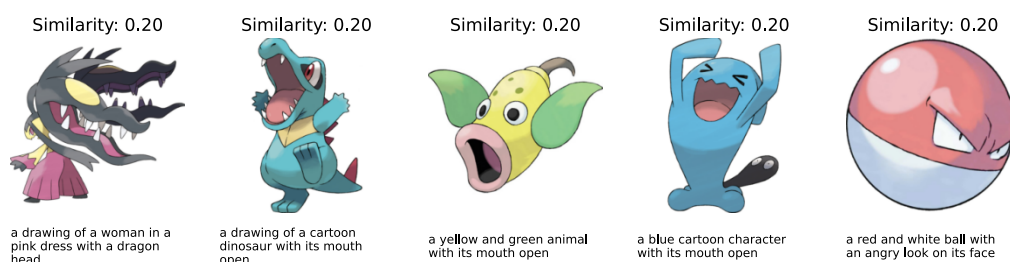 Similarity: 0.20
Similarity: 0.20
Similarity: 0.20
Similarity: 0.20
Similarity: 0.20
a drawing of a woman in a
pink dress with a dragon
head
a drawing of a cartoon
dinosaur with its mouth
open
a yellow and green animal
with its mouth open
a blue cartoon character
with its mouth open
a red and white ball with
an angry look on its face